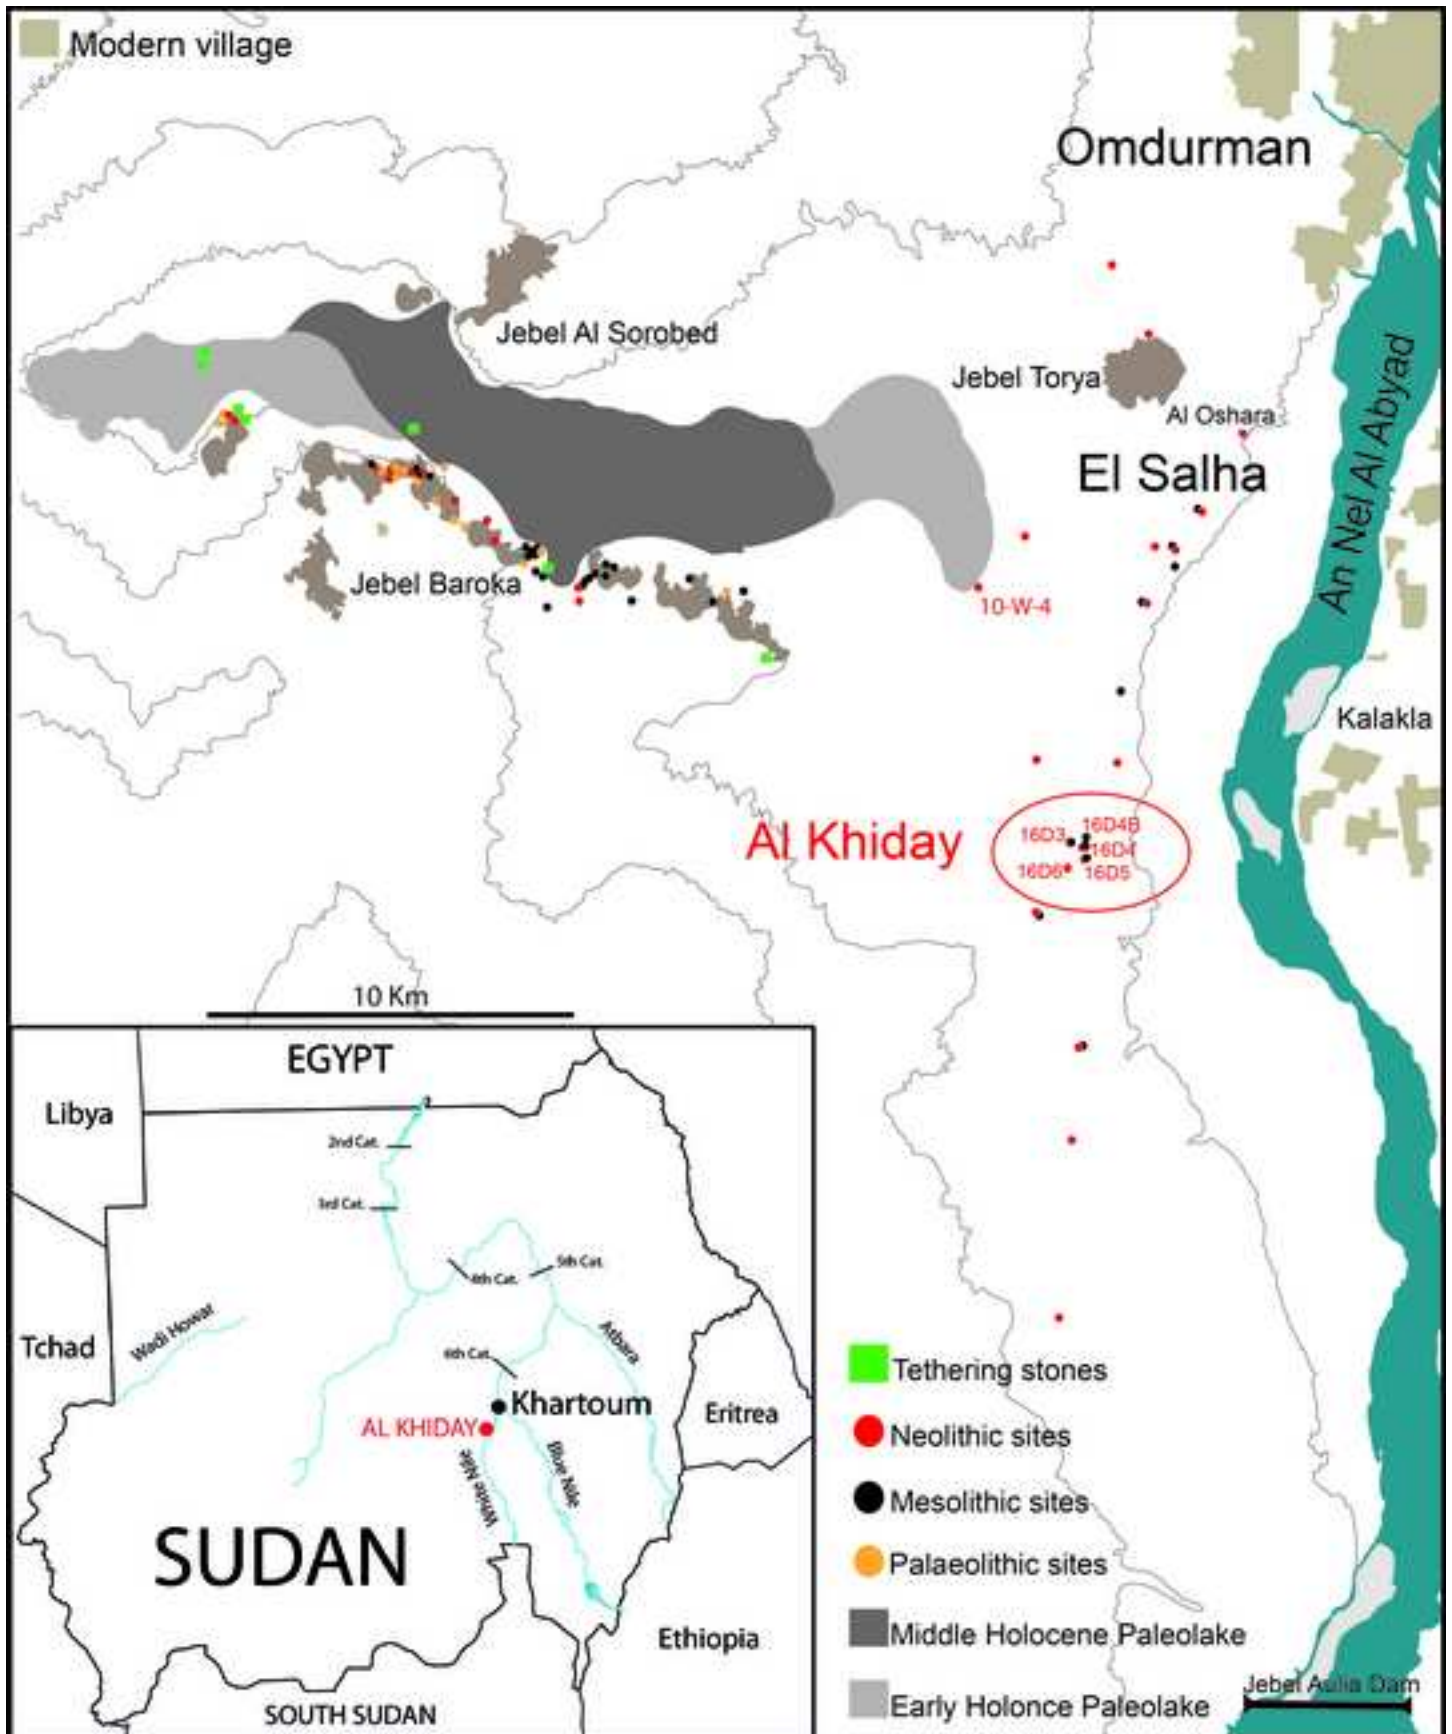 Modern village
Omdurman
Jebel Al Sorobed
Jebel Torya
Al Oshara
El Salha
An Nel Al Abyad
Jebel Baroka
10-W-4
Kalakla
Al Khiday
16D3
16D4B
16D4
16D6
16D5
10 Km
EGYPT
Libya
2nd Cat.
3rd Cat.
4th Cat.
5th Cat.
Wadi Howar
Tchad
Atbara
6th Cat.
Khartoum
AL KHIDAY
Eritrea
White Nile
Blue Nile
SUDAN
Ethiopia
SOUTH SUDAN
Tethering stones
Neolithic sites
Mesolithic sites
Palaeolithic sites
Middle Holocene Paleolake
Early Holonce Paleolake
Jebel Aulia Dam